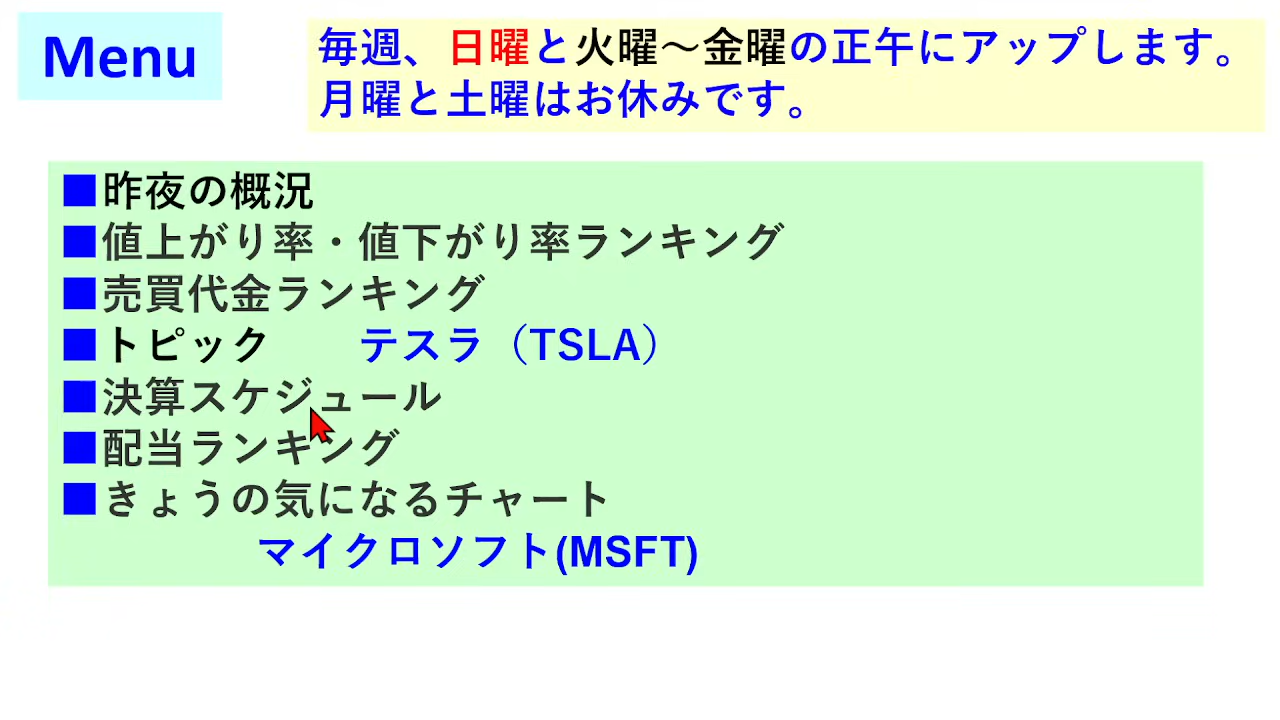 Menu
毎週、日曜と火曜～金曜の正午にアップします。
月曜と土曜はお休みです。
■昨夜の概況
■値上がり率・値下がり率ランキング
■売買代金ランキング
■トピック　　テスラ（TSLA）
■決算スケジュール
■配当ランキング
■きょうの気になるチャート
マイクロソフト(MSFT)